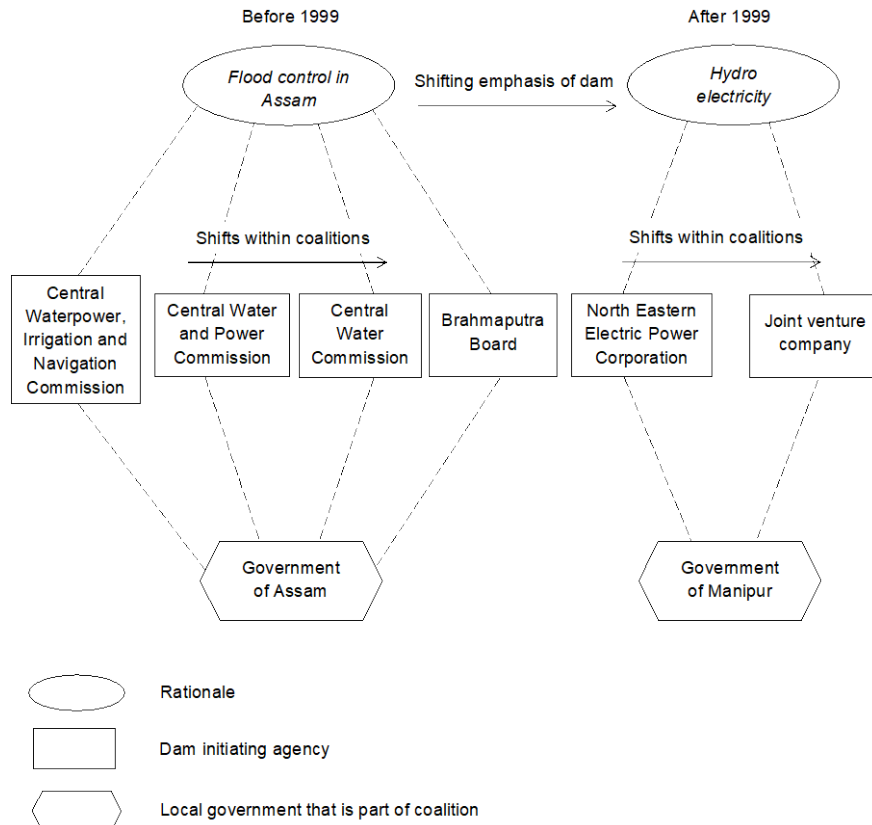 Before 1999
After 1999
Flood control in
Assam
Shifting emphasis of dam
Hydro
electricity
Shifts within coalitions
Shifts within coalitions
Central
Waterpower,
Irrigation and
Navigation
Commission
Central Water
and Power
Commission
Central
Water
Commission
Brahmaputra
Board
North Eastern
Electric Power
Corporation
Joint venture
company
Government
of Assam
Government
of Manipur
Rationale
Dam initiating agency
Local government that is part of coalition